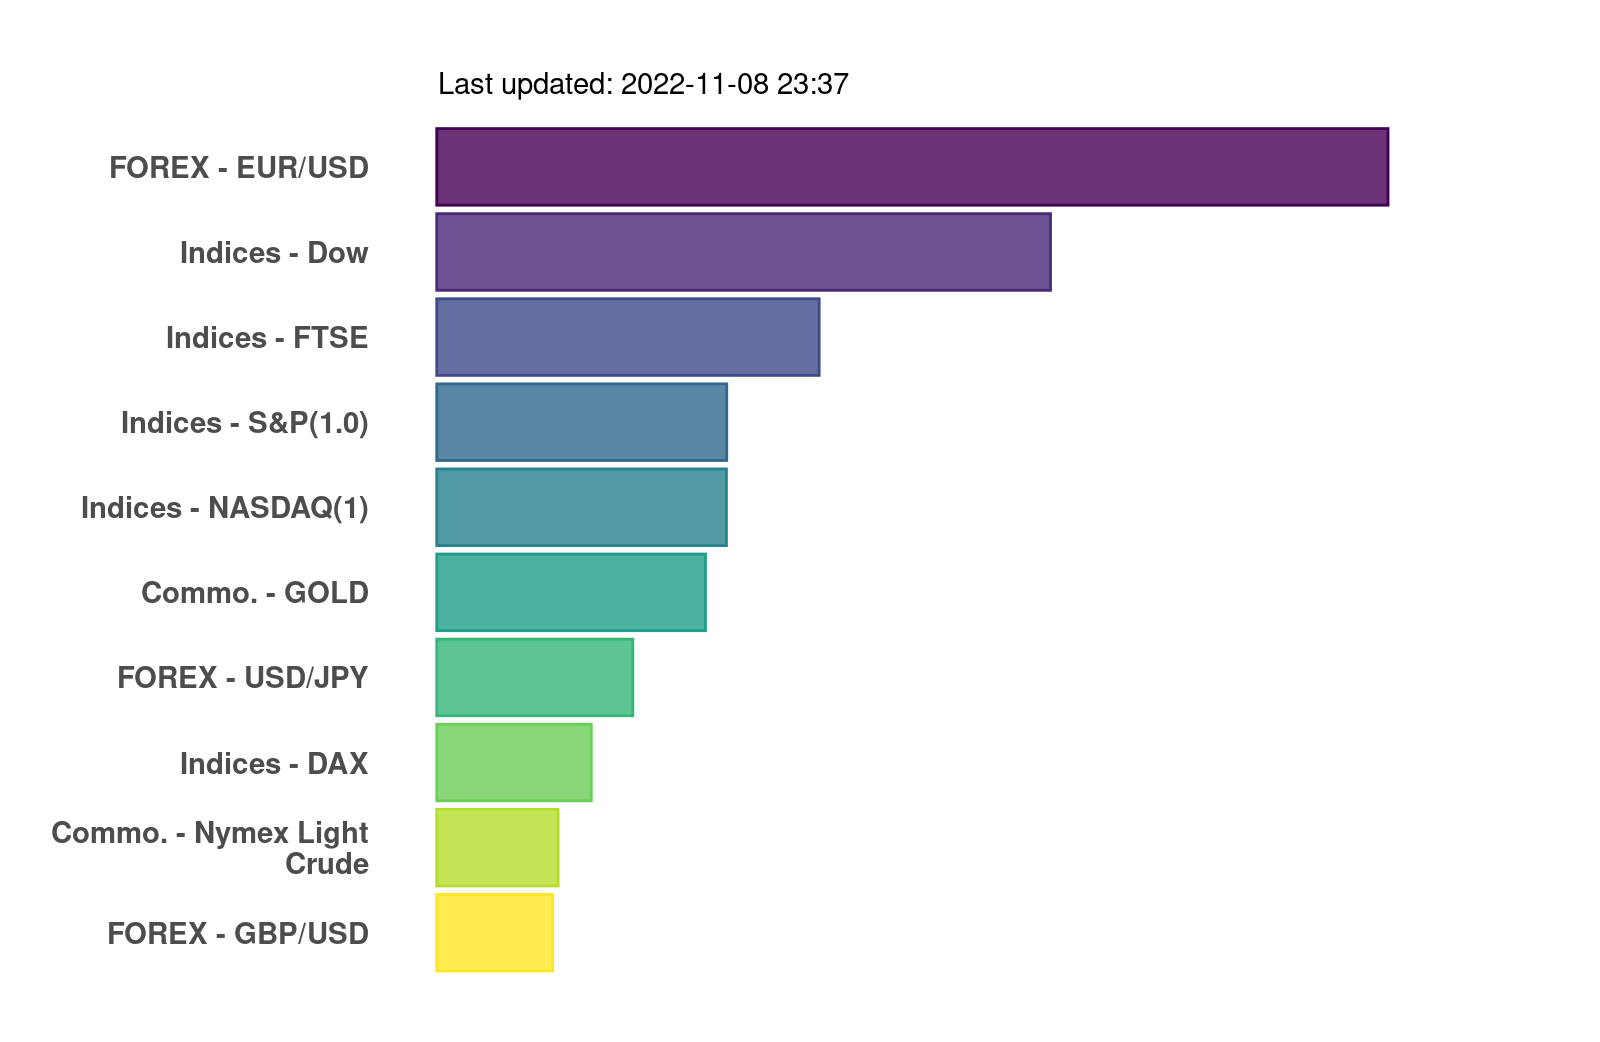 Last updated: 2022-11-08 23:37
FOREX - EUR/USD
Indices - Dow
Indices - FTSE
Indices - S&P(1.0)
Indices - NASDAQ(1)
Commo. - GOLD
FOREX - USD/JPY
Indices - DAX
Commo. - Nymex Light
Crude
FOREX - GBP/USD